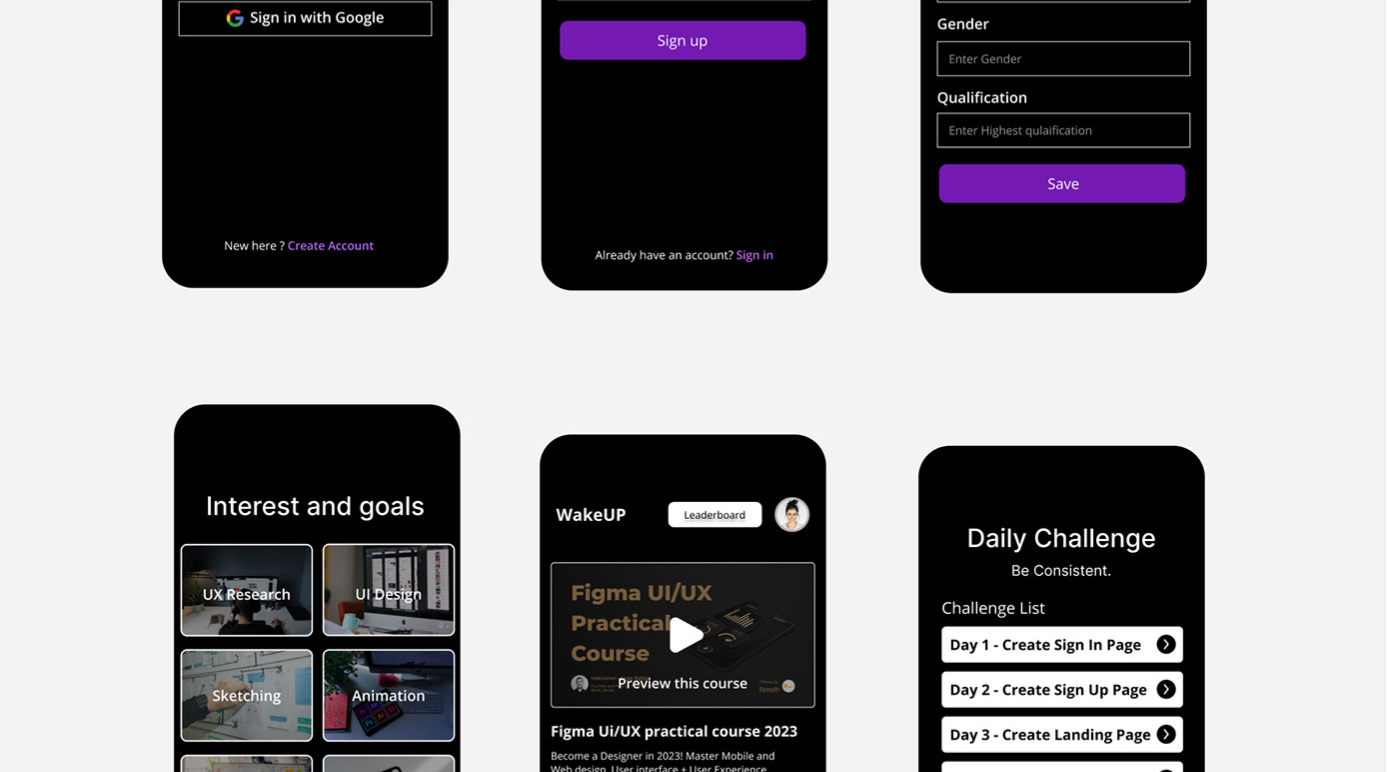 Sign in with Google
New here ? Create Account
Sign up
Already have an account? Sign in
Gender
Enter Gender
Qualification
Enter Highest qulaification
Save
Interest and goals
UX Research
UI Design
Sketching
Animation
WakeUP
Leaderboard
Figma UI/UX
Practical
Course
Preview this course
Figma Ui/UX practical course 2023
Become a Designer in 2023! Master Mobile and
Web design, User interface + User Experience
Daily Challenge
Be Consistent.
Challenge List
Day 1 - Create Sign In Page
Day 2 - Create Sign Up Page
Day 3 - Create Landing Page